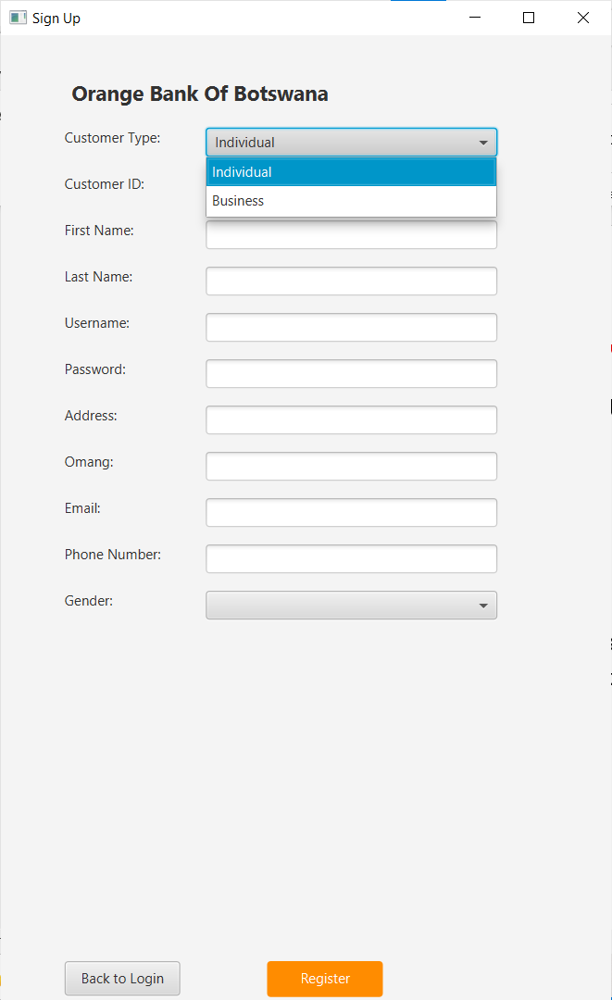 Sign Up
Orange Bank Of Botswana
Customer Type: Individual
Individual
Customer ID:
Business
First Name:
Last Name:
Username:
Password:
Address:
Omang:
Email:
Phone Number:
Gender:
Back to Login Register